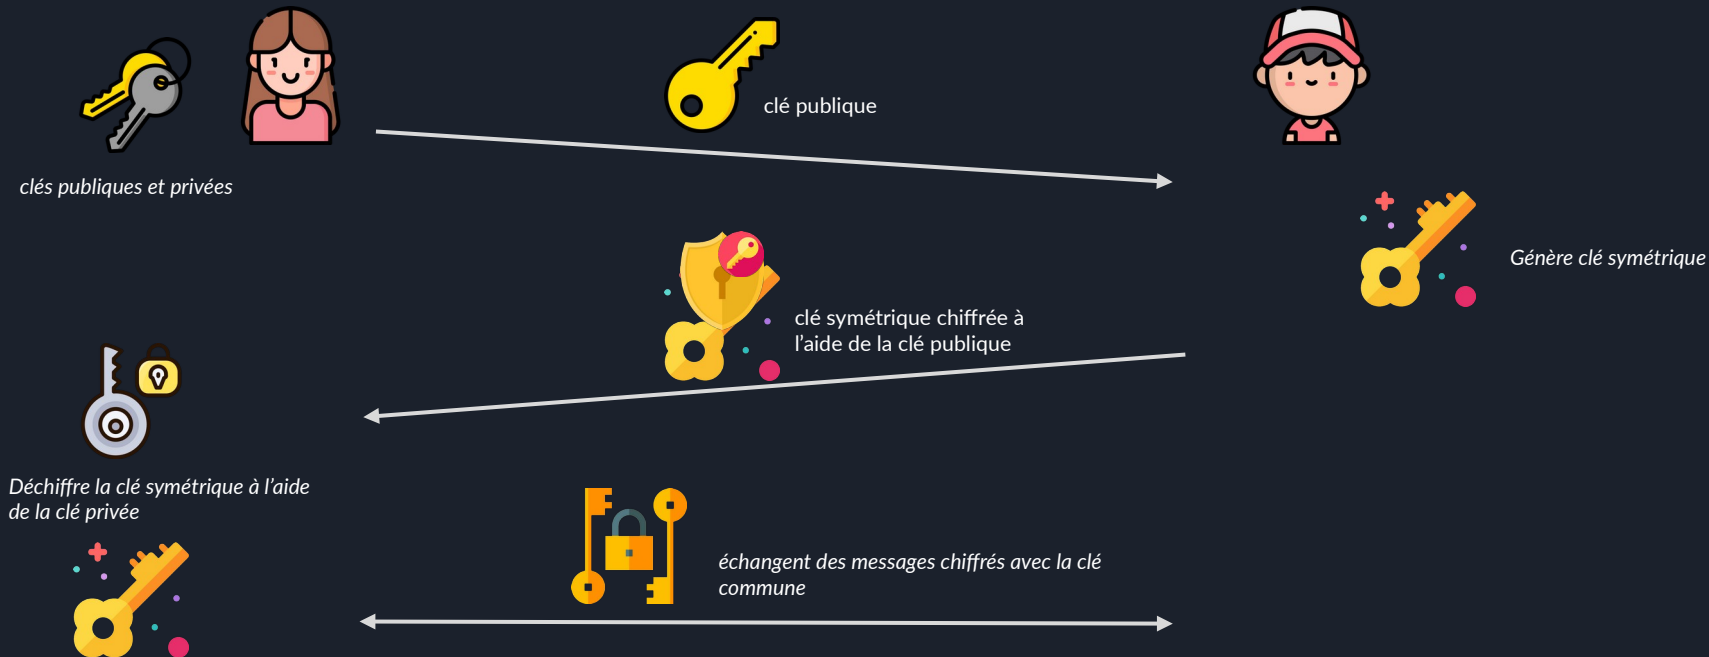 clé publique
clés publiques et privées
Génère clé symétrique
clé symétrique chiffrée à
l’aide de la clé publique
Déchiffre la clé symétrique à l’aide
de la clé privée
échangent des messages chiffrés avec la clé
commune